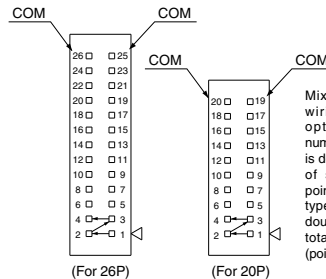 COM COM
26 25
24 23
22 21
20 19
18 17
16 15
14 13
12 11
10 9
8 7
6 5
4 3
2 1
(For 26P)
COM COM
20 19
18 17
16 15
14 13
12 11
10 9
8 7
6 5
4 3
2 1
(For 20P)
Mix
wiri
opt
num
is d
of s
poin
type
dou
tota
(poi